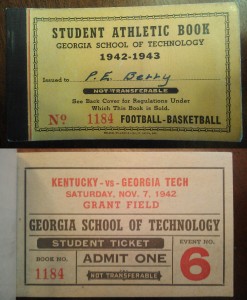 STUDENT ATHLETIC BOOK
GEORGIA SCHOOL OF TECHNOLOGY
1942-1943
Issued to P.E. Berry
NOT TRANSFERABLE
See Back Cover for Regulations Under
Which This Book is Sold.
No 1184 FOOTBALL-BASKETBALL
KENTUCKY -vs- GEORGIA TECH
SATURDAY, NOV. 7, 1942
GRANT FIELD
GEORGIA SCHOOL OF TECHNOLOGY
STUDENT TICKET
EVENT NO.
BOOK NO.
1184
ADMIT ONE
6
NOT TRANSFERABLE